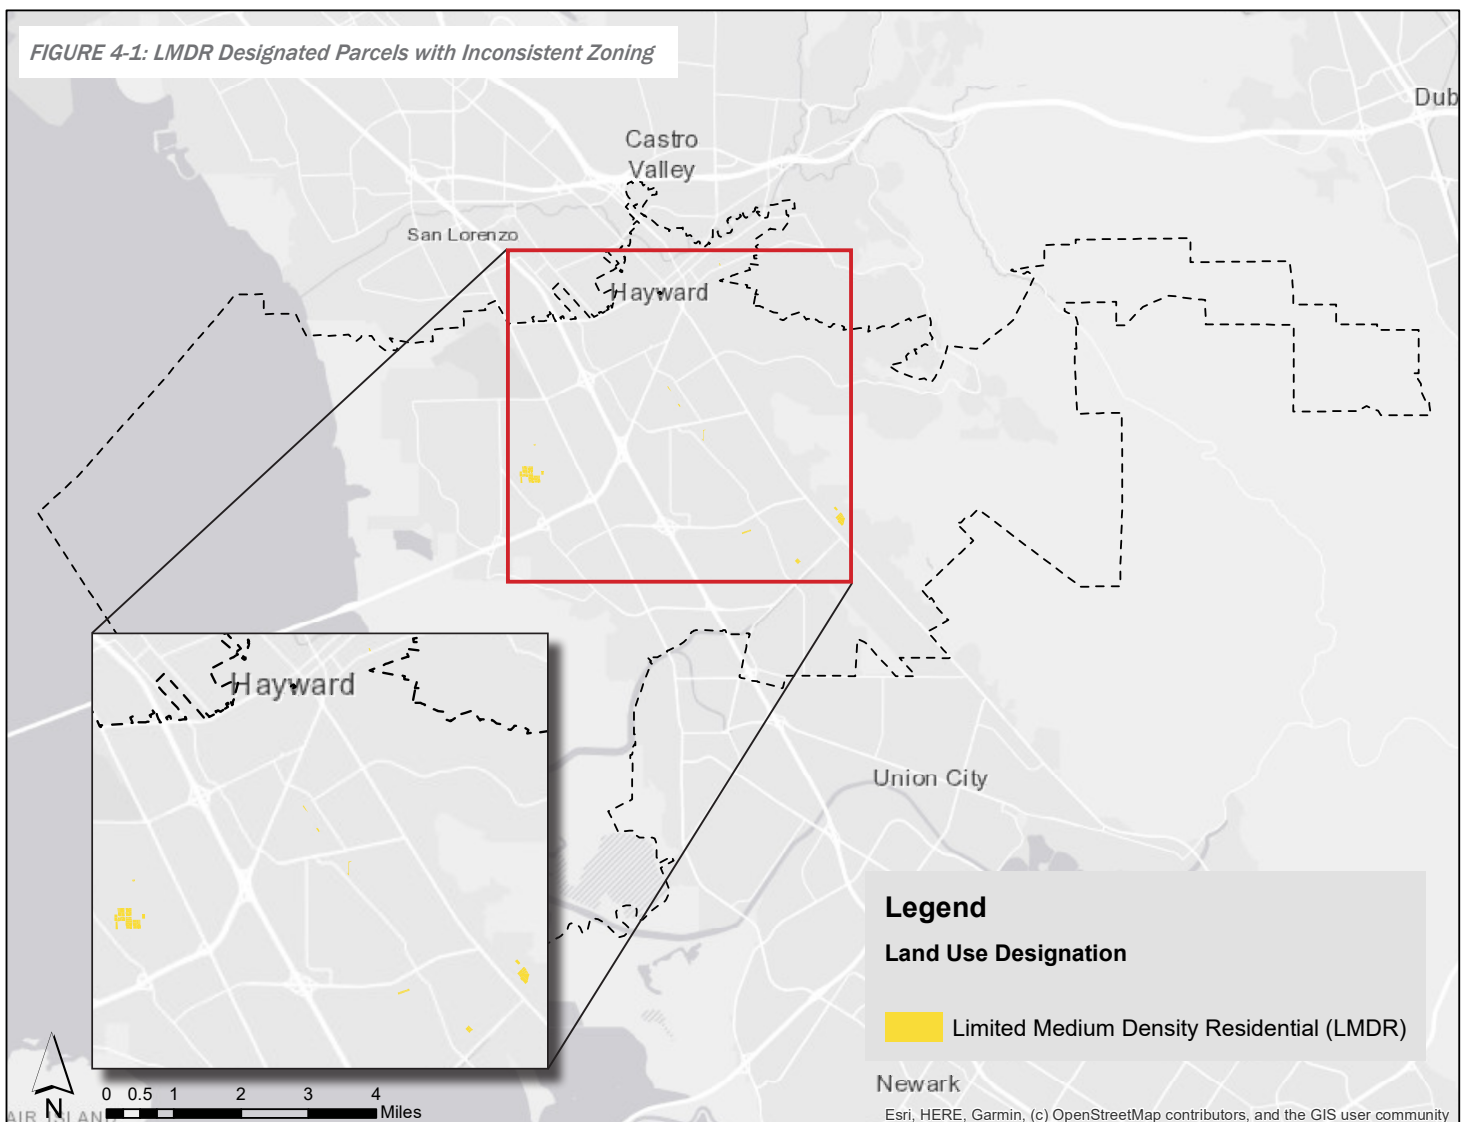 FIGURE 4-1: LMDR Designated Parcels with Inconsistent Zoning
Dub
Castro
Valley
San Lorenzo
Hayward
Hayward
Union City
Legend
Land Use Designation
Limited Medium Density Residential (LMDR)
Newark
N
0 0.5 1 2 3 4
Miles
AIR ISLAND
Esri, HERE, Garmin, (c) OpenStreetMap contributors, and the GIS user community